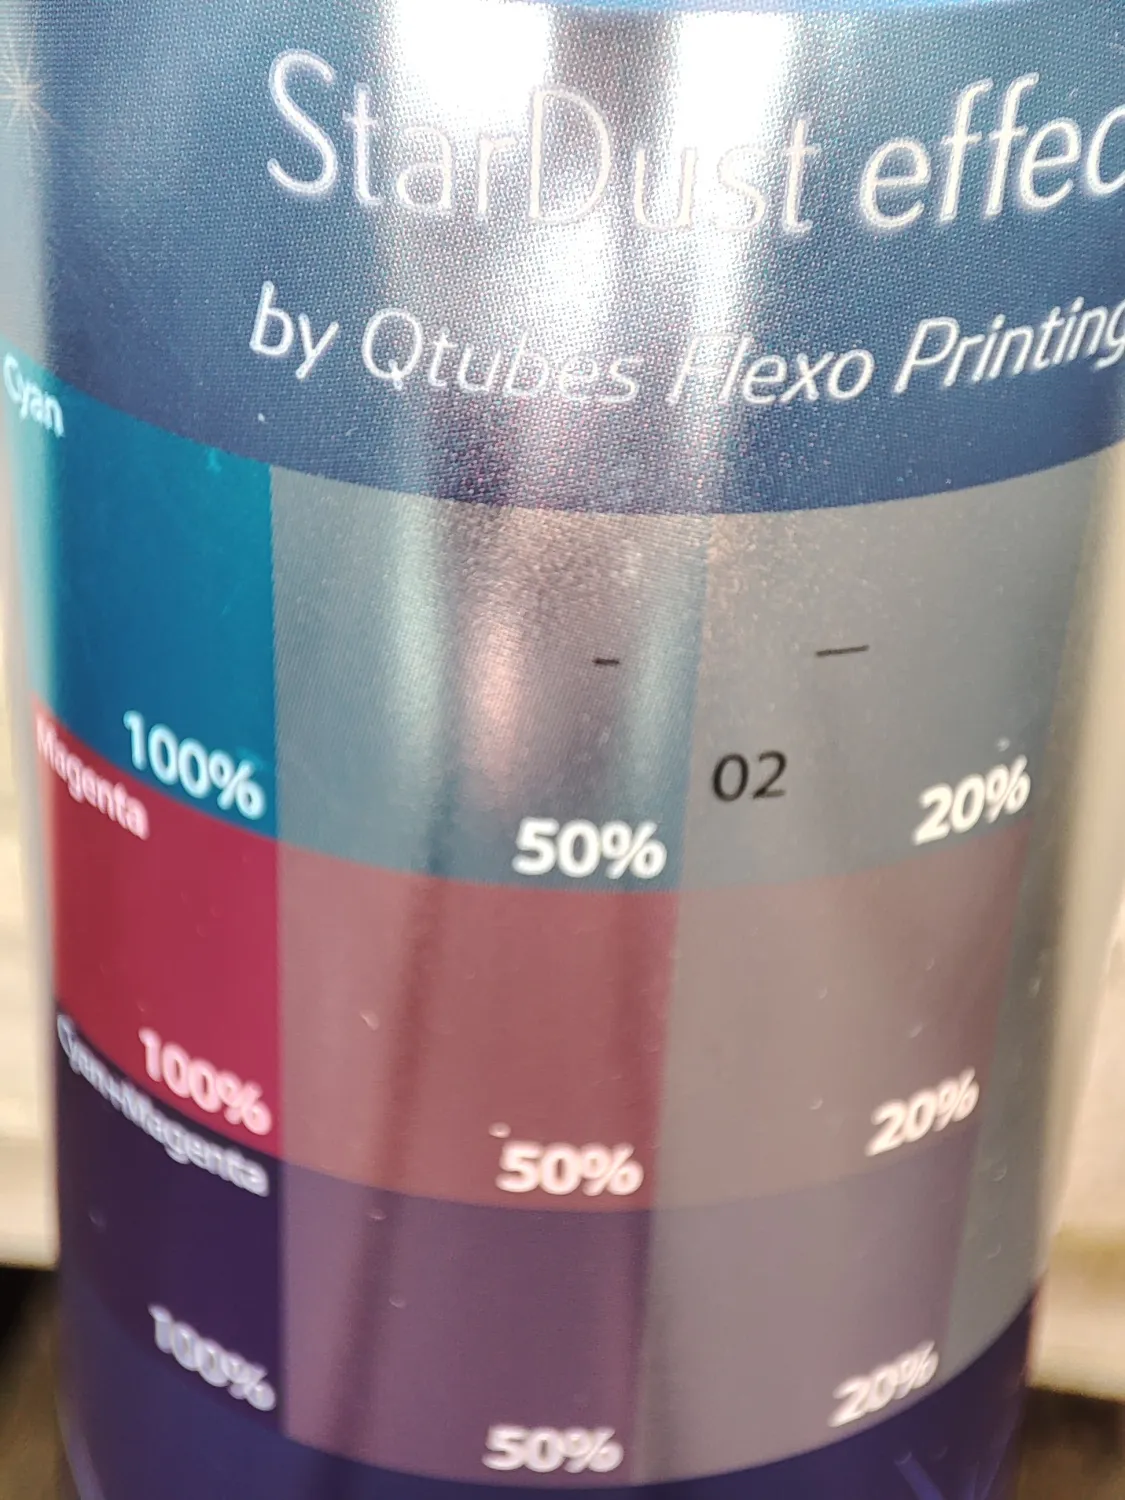 StarDust effec
by Qtubes Flexo Printing
Cyan
- —
100%
50%
02
20%
Magenta
100%
50%
20%
Cyan+Magenta
100%
50%
20%